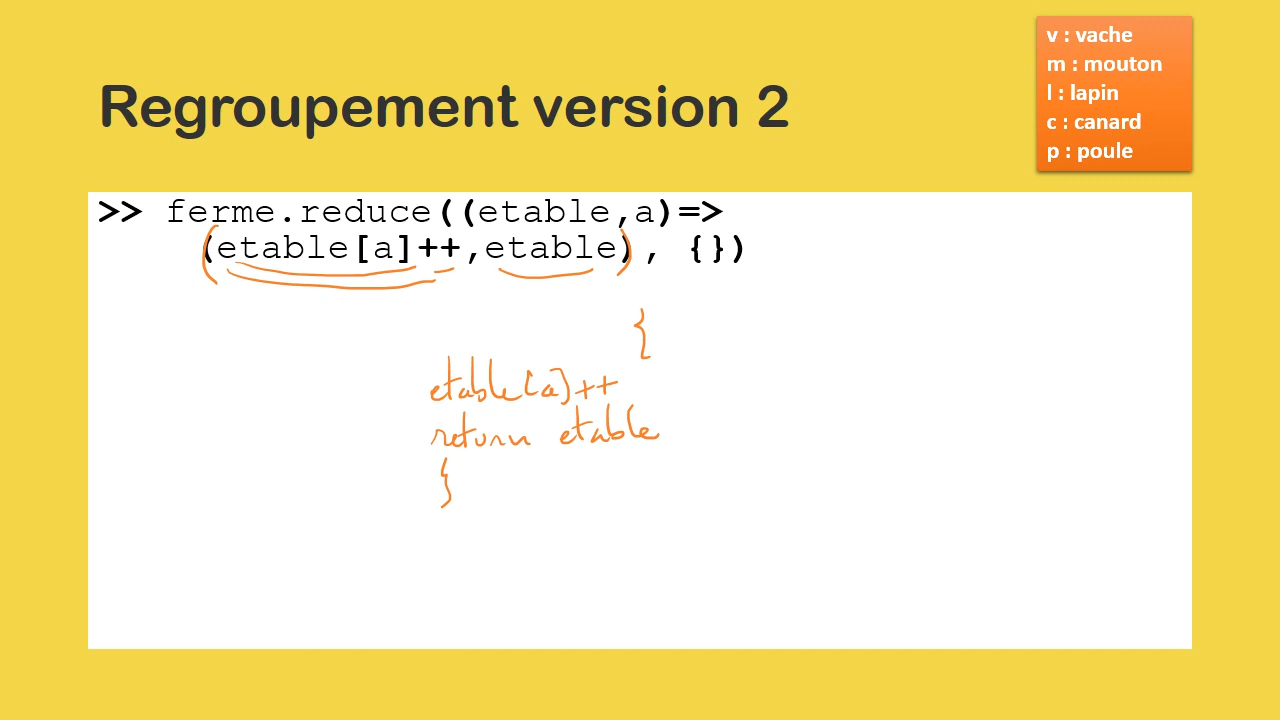 v : vache
m : mouton
l : lapin
c : canard
p : poule
Regroupement version 2
>> ferme.reduce((etable,a)=>
(etable[a]++,etable), {})
{
etable[a]++
return etable
}